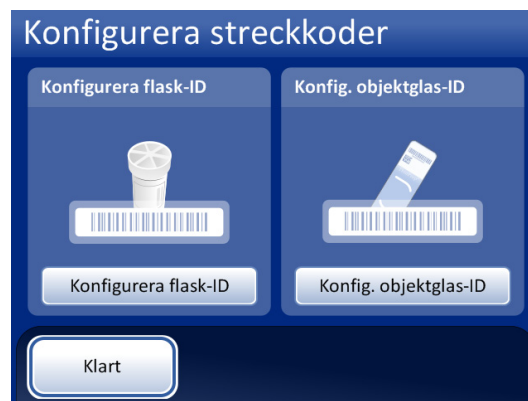 Konfigurera streckkoder
Konfigurera flask-ID
Konfig. objektglas-ID
Konfigurera flask-ID
Konfig. objektglas-ID
Klart